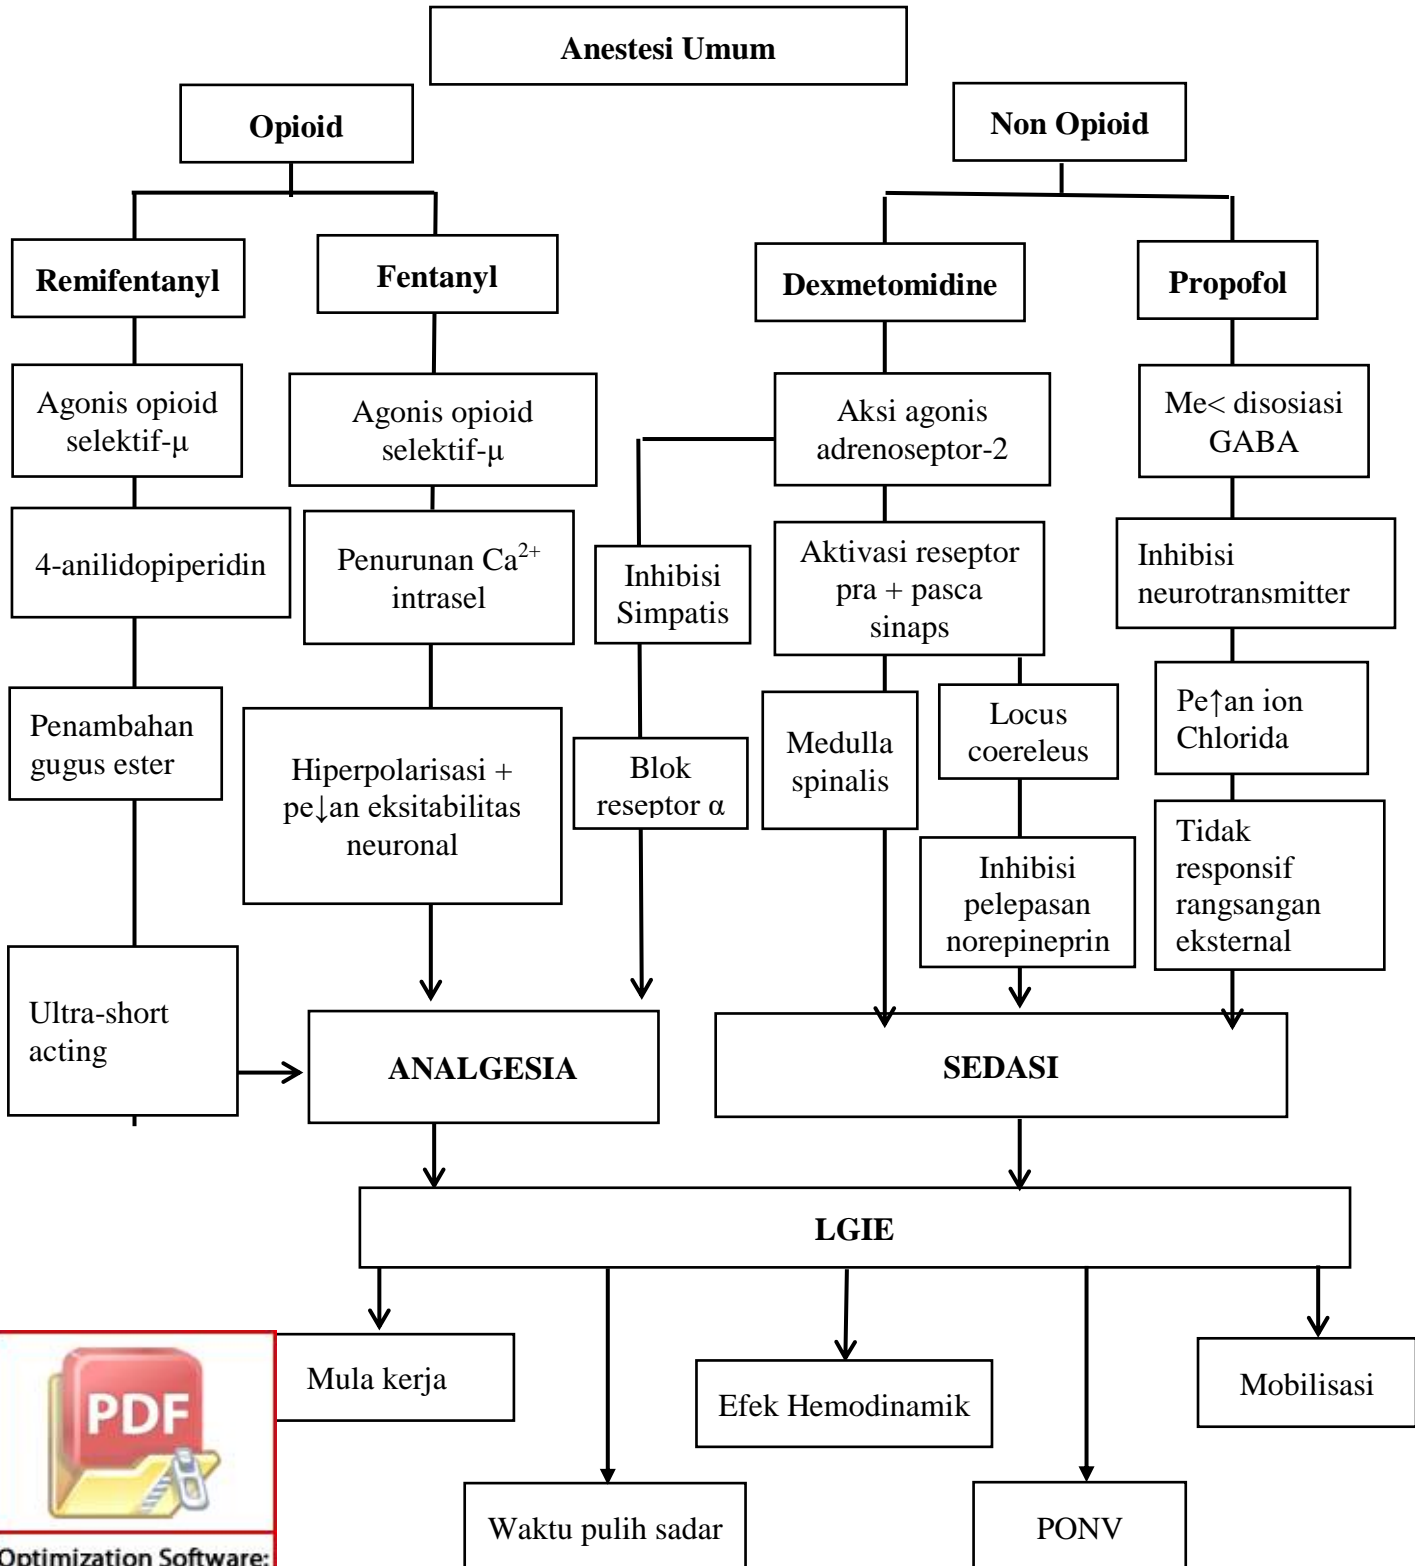 Anestesi Umum
Opioid
Non Opioid
Remifentanyl
Fentanyl
Dexmetomidine
Propofol
Agonis opioid
selektif-μ
Agonis opioid
selektif-μ
Aksi agonis
adrenoseptor-2
Me< disosiasi
GABA
4-anilidopiperidin
Penurunan Ca²⁺
intrasel
Inhibisi
Simpatis
Aktivasi reseptor
pra + pasca
sinaps
Inhibisi
neurotransmitter
Penambahan
gugus ester
Hiperpolarisasi +
pe↓an eksitabilitas
neuronal
Blok
reseptor α
Medulla
spinalis
Locus
coereleus
Pe↑an ion
Chlorida
Inhibisi
pelepasan
norepineprin
Tidak
responsif
rangsangan
eksternal
Ultra-short
acting
ANALGESIA
SEDASI
LGIE
Mula kerja
Efek Hemodinamik
Mobilisasi
Waktu pulih sadar
PONV
PDF
Optimization Software: